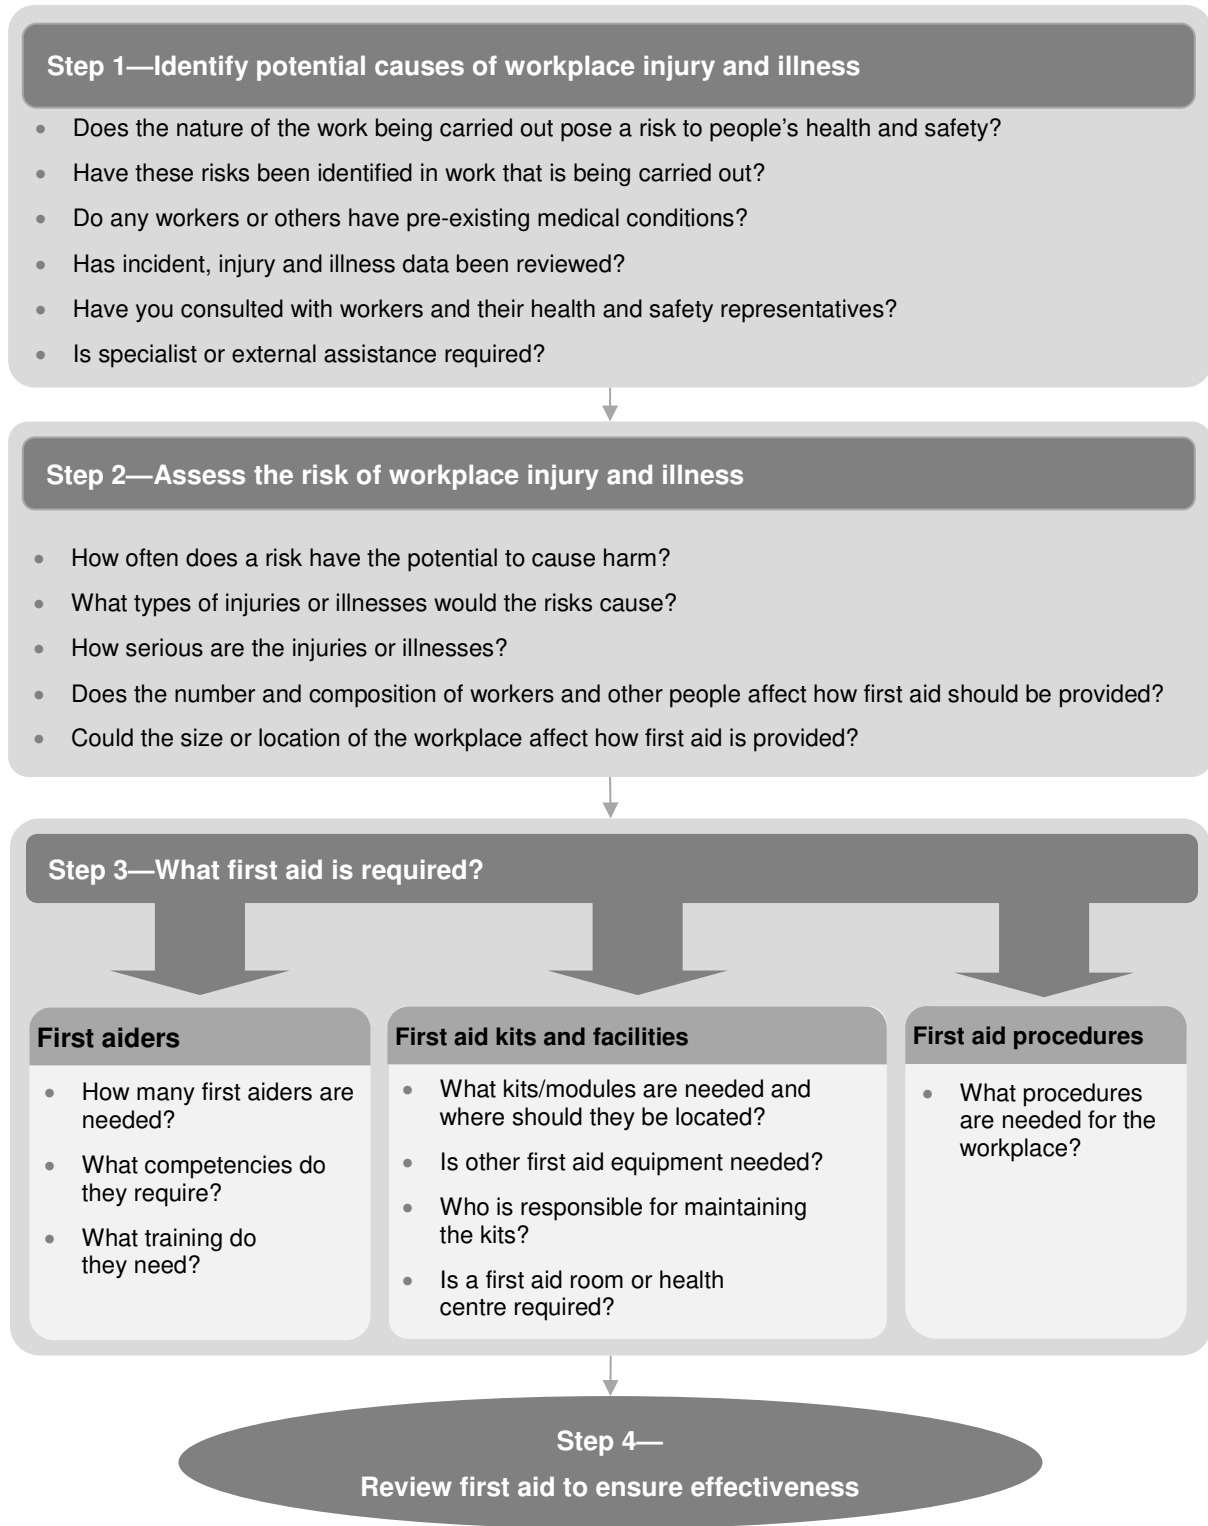 Step 1—Identify potential causes of workplace injury and illness
• Does the nature of the work being carried out pose a risk to people’s health and safety?
• Have these risks been identified in work that is being carried out?
• Do any workers or others have pre-existing medical conditions?
• Has incident, injury and illness data been reviewed?
• Have you consulted with workers and their health and safety representatives?
• Is specialist or external assistance required?
Step 2—Assess the risk of workplace injury and illness
• How often does a risk have the potential to cause harm?
• What types of injuries or illnesses would the risks cause?
• How serious are the injuries or illnesses?
• Does the number and composition of workers and other people affect how first aid should be provided?
• Could the size or location of the workplace affect how first aid is provided?
Step 3—What first aid is required?
First aiders
• How many first aiders are
needed?
• What competencies do
they require?
• What training do
they need?
First aid kits and facilities
• What kits/modules are needed and
where should they be located?
• Is other first aid equipment needed?
• Who is responsible for maintaining
the kits?
• Is a first aid room or health
centre required?
First aid procedures
• What procedures
are needed for the
workplace?
Step 4—
Review first aid to ensure effectiveness